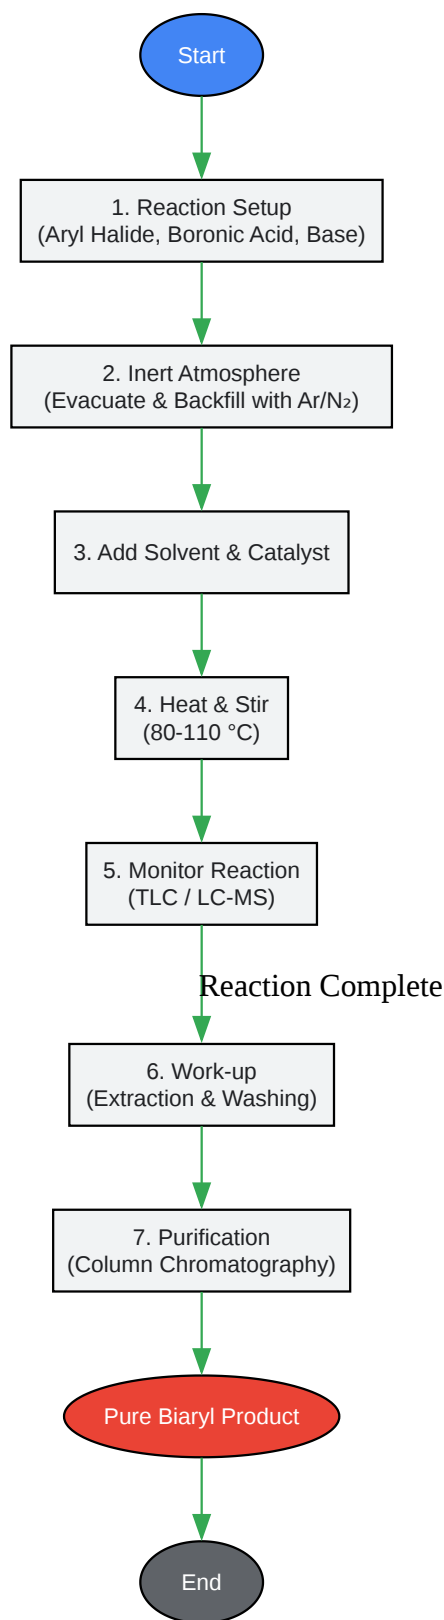 Start
1. Reaction Setup
(Aryl Halide, Boronic Acid, Base)
2. Inert Atmosphere
(Evacuate & Backfill with Ar/N₂)
3. Add Solvent & Catalyst
4. Heat & Stir
(80-110 °C)
5. Monitor Reaction
(TLC / LC-MS)
Reaction Complete
6. Work-up
(Extraction & Washing)
7. Purification
(Column Chromatography)
Pure Biaryl Product
End